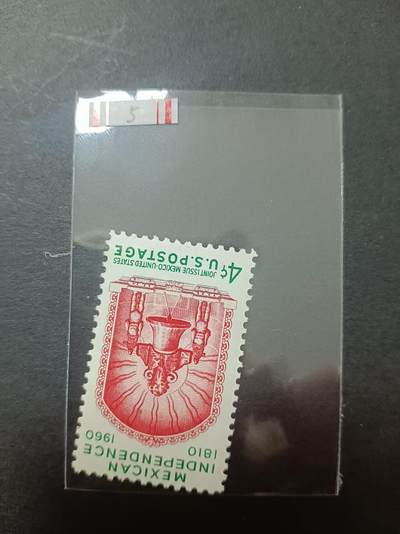 5
MEXICAN
INDEPENDENCE
1810 1960
JOINT ISSUE MEXICO-UNITED STATES
4¢ U.S. POSTAGE